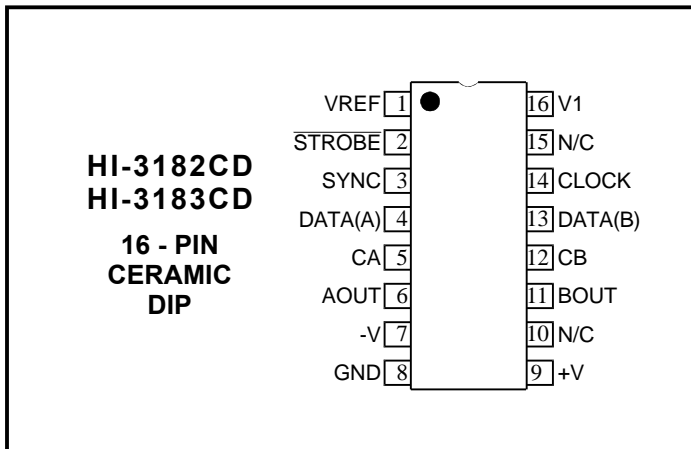 HI-3182CD
HI-3183CD
16 - PIN
CERAMIC
DIP
VREF 1 16 V1
STROBE 2 15 N/C
SYNC 3 14 CLOCK
DATA(A) 4 13 DATA(B)
CA 5 12 CB
AOUT 6 11 BOUT
-V 7 10 N/C
GND 8 9 +V